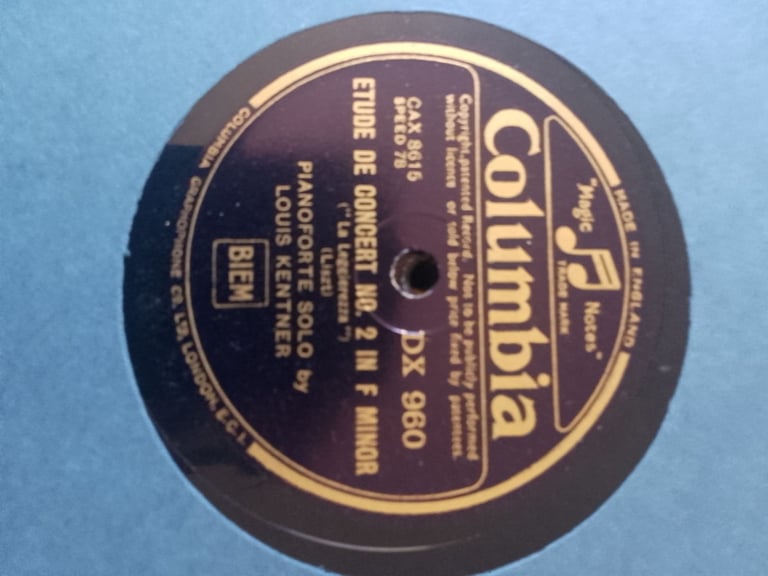 MADE IN ENGLAND
"Magic Notes"
TRADE MARK
Columbia
Copyright, patented Record. Not to be publicly performed
without licence or sold below price fixed by patentees.
CAX 8615
SPEED 78
DX 960
ETUDE DE CONCERT NO. 2 IN F MINOR
(" La Leggierezza ")
(Liszt)
PIANOFORTE SOLO by
LOUIS KENTNER
BIEM
COLUMBIA GRAPHOPHONE CO. LTD. LONDON. E.C.1.